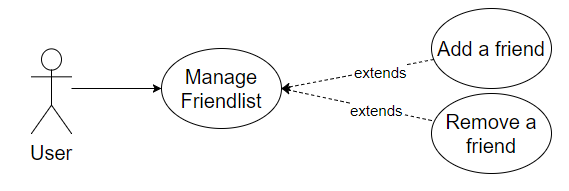 User
Manage
Friendlist
extends
extends
Add a friend
Remove a
friend